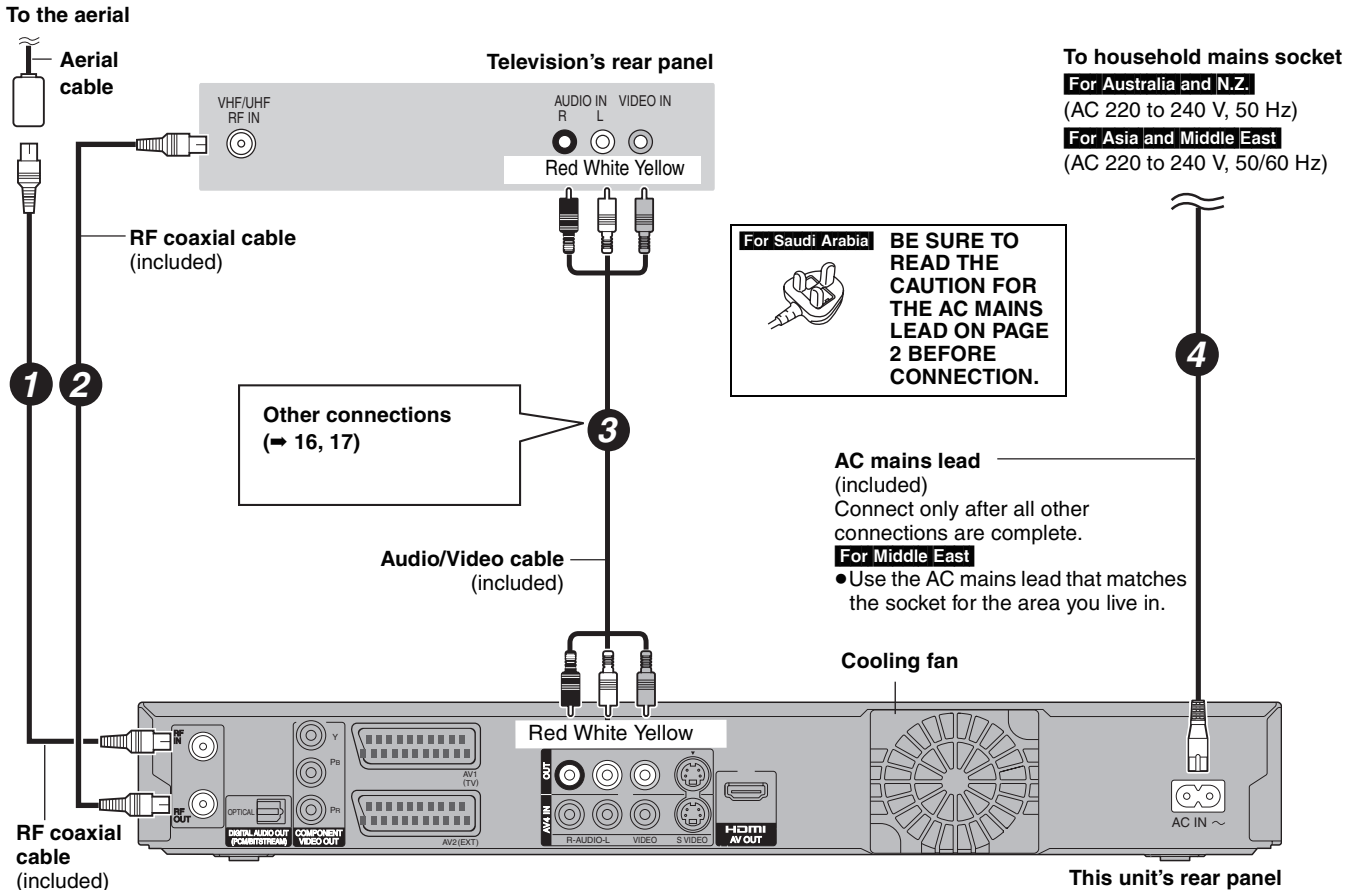 To the aerial
Aerial
cable
Television's rear panel
VHF/UHF
RF IN
AUDIO IN VIDEO IN
R L
Red White Yellow
To household mains socket
For Australia and N.Z.
(AC 220 to 240 V, 50 Hz)
For Asia and Middle East
(AC 220 to 240 V, 50/60 Hz)
RF coaxial cable
(included)
For Saudi Arabia
BE SURE TO
READ THE
CAUTION FOR
THE AC MAINS
LEAD ON PAGE
2 BEFORE
CONNECTION.
1
2
3
4
Other connections
(➡ 16, 17)
Audio/Video cable
(included)
AC mains lead
(included)
Connect only after all other
connections are complete.
For Middle East
●Use the AC mains lead that matches
the socket for the area you live in.
Cooling fan
Red White Yellow
RF
IN
RF
OUT
OPTICAL
DIGITAL AUDIO OUT
(PCM/BITSTREAM)
Y
PB
PR
COMPONENT
VIDEO OUT
AV1
(TV)
AV2 (EXT)
OUT
AV4 IN
R-AUDIO-L VIDEO S VIDEO
HDMI
AV OUT
AC IN ~
RF coaxial
cable
(included)
This unit's rear panel